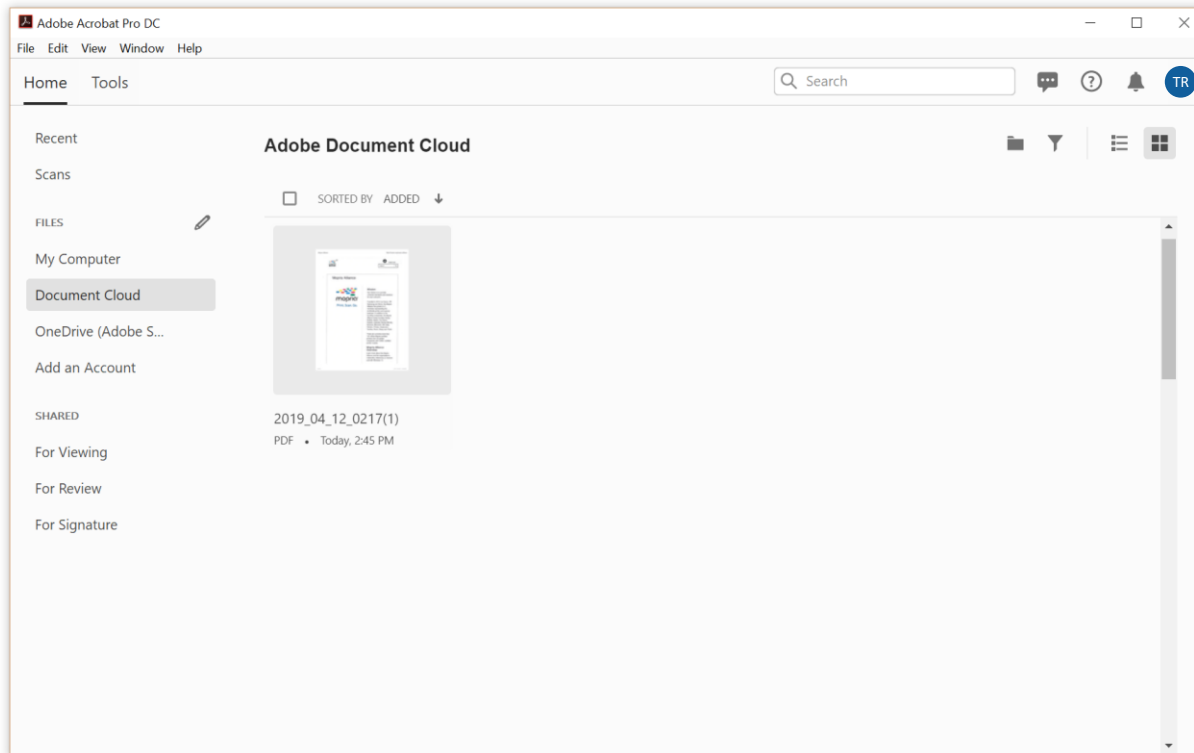 Adobe Acrobat Pro DC
File Edit View Window Help
Home Tools
Search
?
TR
Recent
Scans
FILES
My Computer
Document Cloud
OneDrive (Adobe S...
Add an Account
SHARED
For Viewing
For Review
For Signature
Adobe Document Cloud
SORTED BY ADDED
mopria
2019_04_12_0217(1)
PDF • Today, 2:45 PM